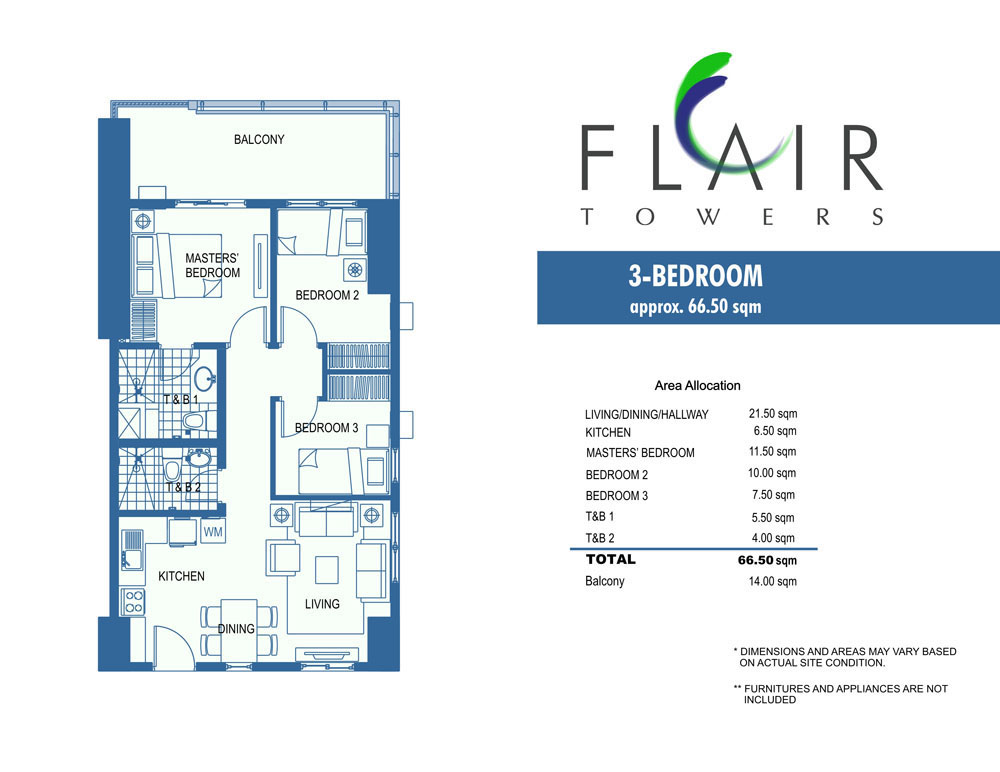 BALCONY
MASTERS'
BEDROOM
BEDROOM 2
T & B 1
BEDROOM 3
T & B 2
WM
KITCHEN
LIVING
DINING
FLAIR
TOWERS
3-BEDROOM
approx. 66.50 sqm
Area Allocation
LIVING/DINING/HALLWAY 21.50 sqm
KITCHEN 6.50 sqm
MASTERS' BEDROOM 11.50 sqm
BEDROOM 2 10.00 sqm
BEDROOM 3 7.50 sqm
T&B 1 5.50 sqm
T&B 2 4.00 sqm
TOTAL 66.50 sqm
Balcony 14.00 sqm
* DIMENSIONS AND AREAS MAY VARY BASED
ON ACTUAL SITE CONDITION.
** FURNITURES AND APPLIANCES ARE NOT
INCLUDED